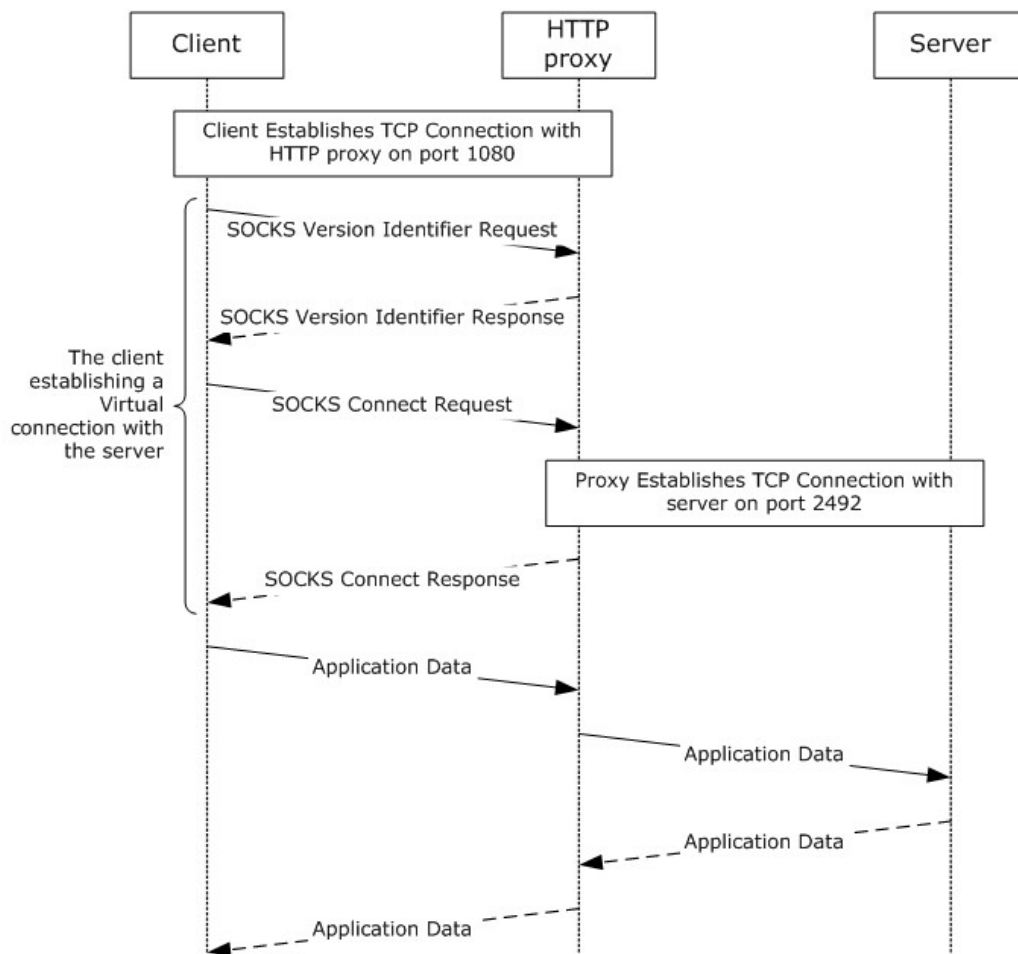 Client
HTTP
proxy
Server
Client Establishes TCP Connection with
HTTP proxy on port 1080
SOCKS Version Identifier Request
SOCKS Version Identifier Response
The client
establishing a
Virtual
connection with
the server
SOCKS Connect Request
Proxy Establishes TCP Connection with
server on port 2492
SOCKS Connect Response
Application Data
Application Data
Application Data
Application Data